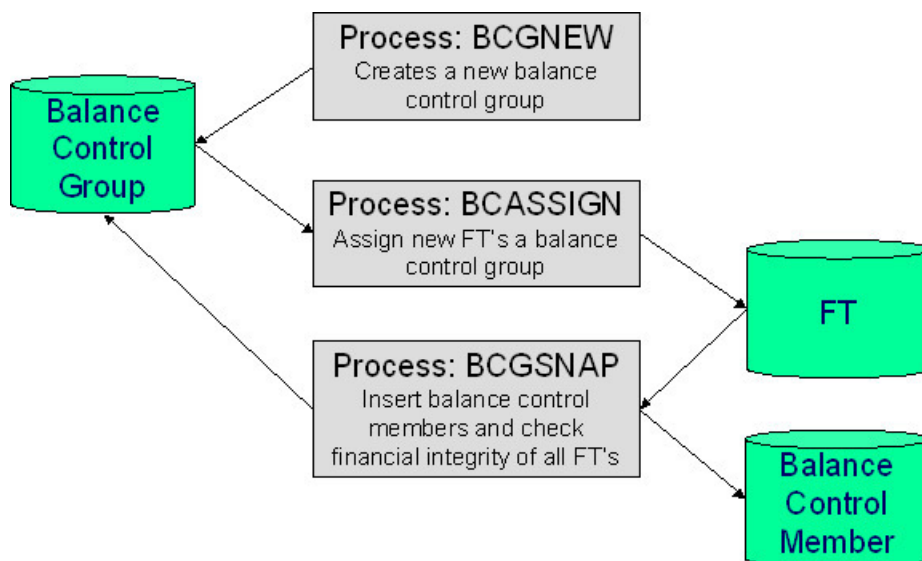 Process: BCGNEW
Creates a new balance
control group
Balance
Control
Group
Process: BCASSIGN
Assign new FT's a balance
control group
FT
Process: BCGSNAP
Insert balance control
members and check
financial integrity of all FT's
Balance
Control
Member